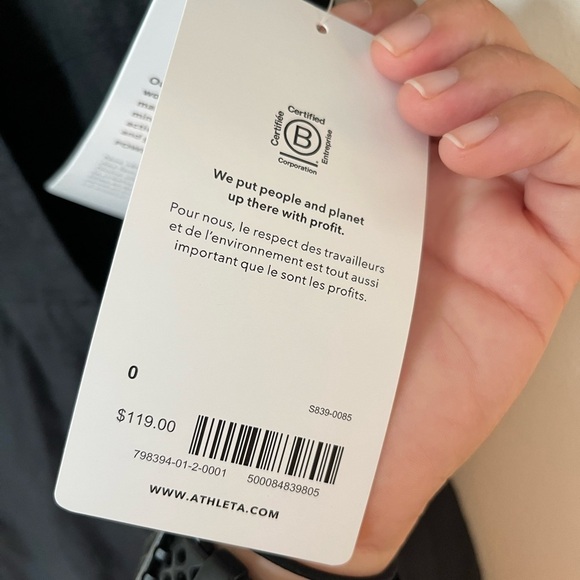 Certified
Certifiée
B
Entreprise
Corporation
We put people and planet
up there with profit.
Pour nous, le respect des travailleurs
et de l'environnement est tout aussi
important que le sont les profits.
0
S839-0085
$119.00
798394-01-2-0001
500084839805
WWW.ATHLETA.COM